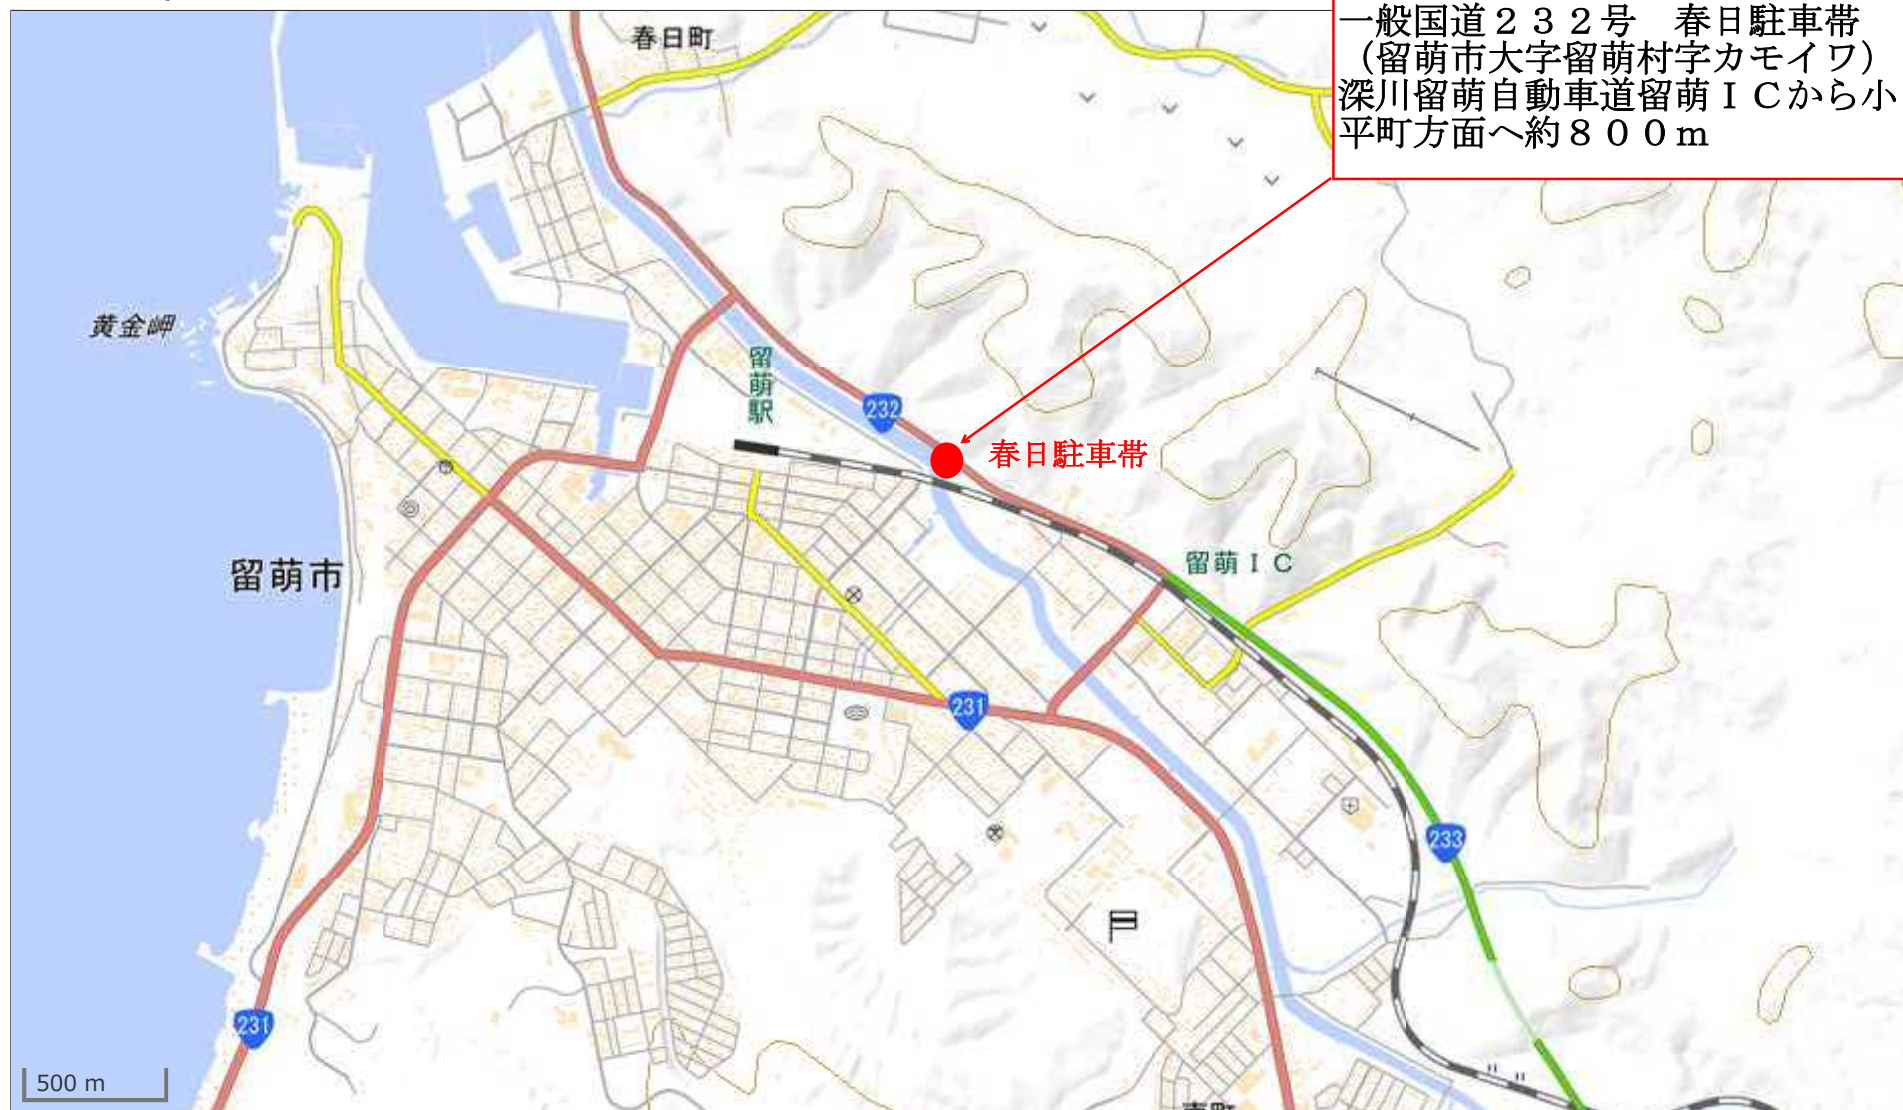 一般国道２３２号　春日駐車帯
（留萌市大字留萌村字カモイワ）
深川留萌自動車道留萌ＩＣから小
平町方面へ約８００ｍ
春日町
黄金岬
留萌駅
232
春日駐車帯
留萌ＩＣ
留萌市
231
233
231
500 m